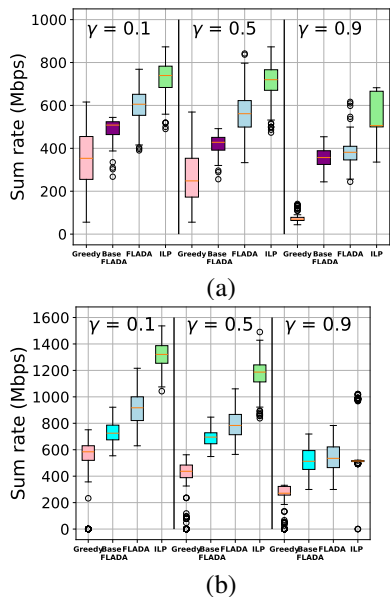 γ = 0.1 γ = 0.5 γ = 0.9
Sum rate (Mbps)
1000
800
600
400
200
0
Greedy Base FLADA ILP Greedy Base FLADA ILP Greedy Base FLADA ILP
FLADA FLADA FLADA
(a)
γ = 0.1 γ = 0.5 γ = 0.9
Sum rate (Mbps)
1600
1400
1200
1000
800
600
400
200
0
Greedy Base FLADA ILP Greedy Base FLADA ILP Greedy Base FLADA ILP
FLADA FLADA FLADA
(b)